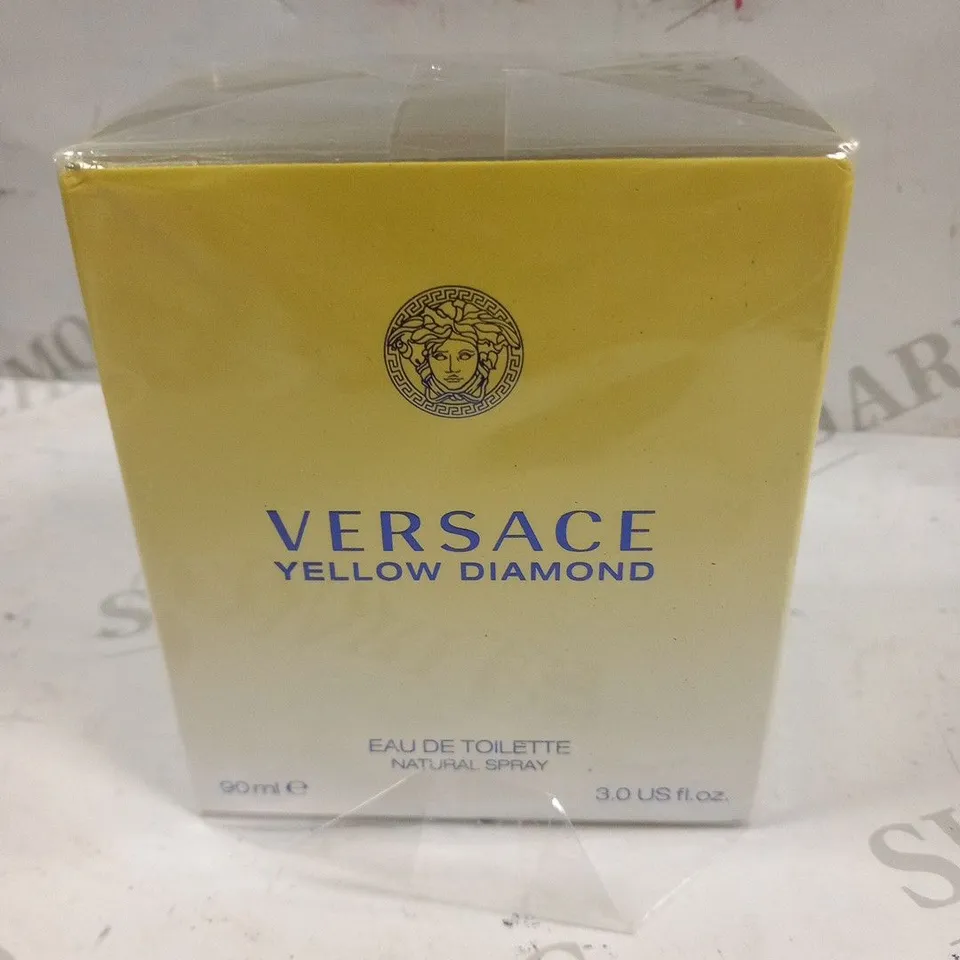 VERSACE
YELLOW DIAMOND
EAU DE TOILETTE
NATURAL SPRAY
90 ml ℮
3.0 US fl.oz.